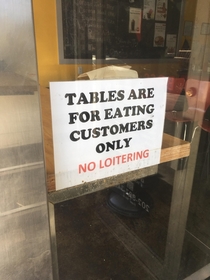 TABLES ARE
FOR EATING
CUSTOMERS
ONLY
NO LOITERING